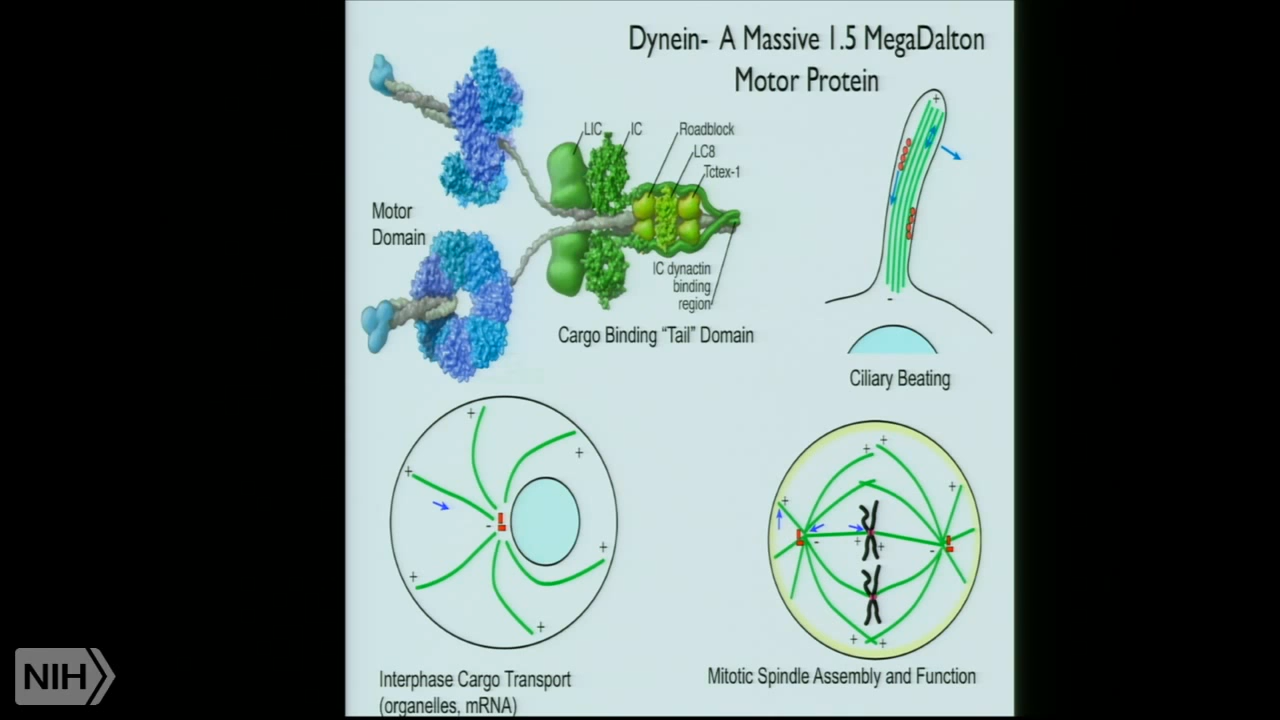 Dynein- A Massive 1.5 MegaDalton
Motor Protein
LIC
IC
Roadblock
LC8
Tctex-1
Motor
Domain
IC dynactin
binding
region
Cargo Binding “Tail” Domain
+
-
Ciliary Beating
+
+
+
-
+
+
+
Interphase Cargo Transport
(organelles, mRNA)
+
+
+
+
-
+
+
-
+
+
Mitotic Spindle Assembly and Function
NIH